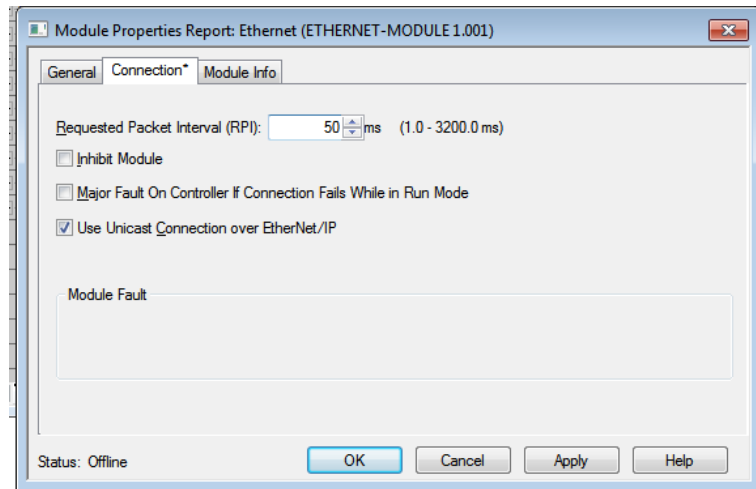 Module Properties Report: Ethernet (ETHERNET-MODULE 1.001)
General Connection* Module Info
Requested Packet Interval (RPI): 50 ms (1.0 - 3200.0 ms)
Inhibit Module
Major Fault On Controller If Connection Fails While in Run Mode
Use Unicast Connection over EtherNet/IP
Module Fault
Status: Offline OK Cancel Apply Help